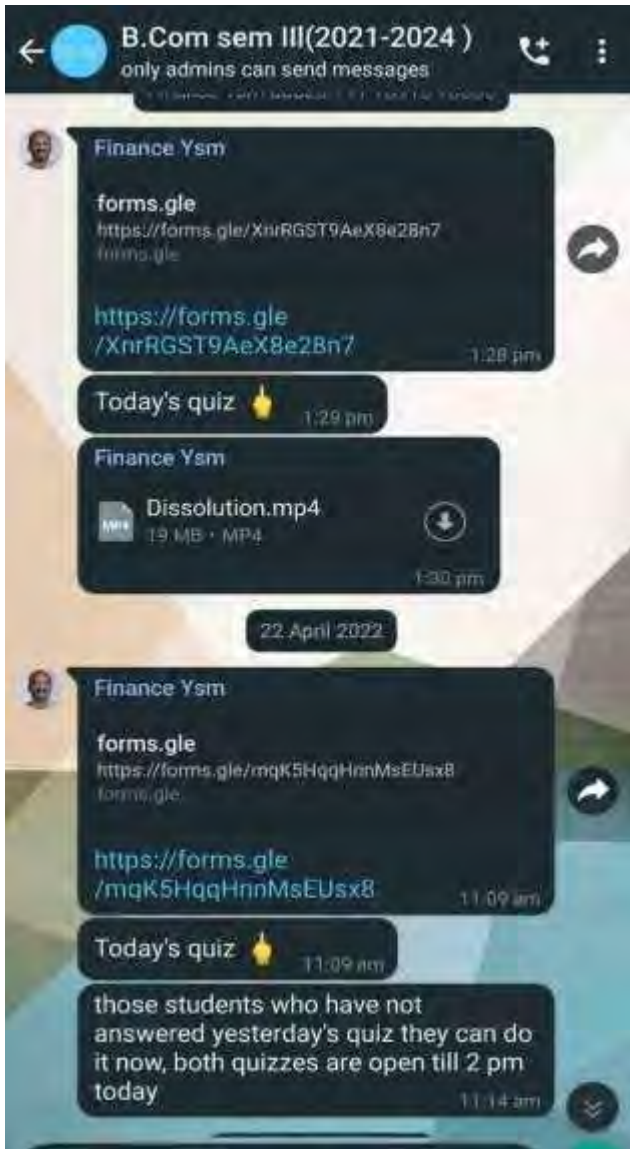 B.Com sem III(2021-2024 )
only admins can send messages
Finance Ysm
forms.gle
https://forms.gle/XnrRGST9AeX8e28n7
forms.gle
https://forms.gle
/XnrRGST9AeX8e28n7
1:28 pm
Today's quiz 🖕 1:29 pm
Finance Ysm
Dissolution.mp4
MP4
19 MB • MP4
1:30 pm
22 April 2022
Finance Ysm
forms.gle
https://forms.gle/mqK5HqqHnnMsEUsx8
forms.gle
https://forms.gle
/mqK5HqqHnnMsEUsx8
11:09 am
Today's quiz 🖕 11:09 am
those students who have not
answered yesterday's quiz they can do
it now, both quizzes are open till 2 pm
today
11:14 am